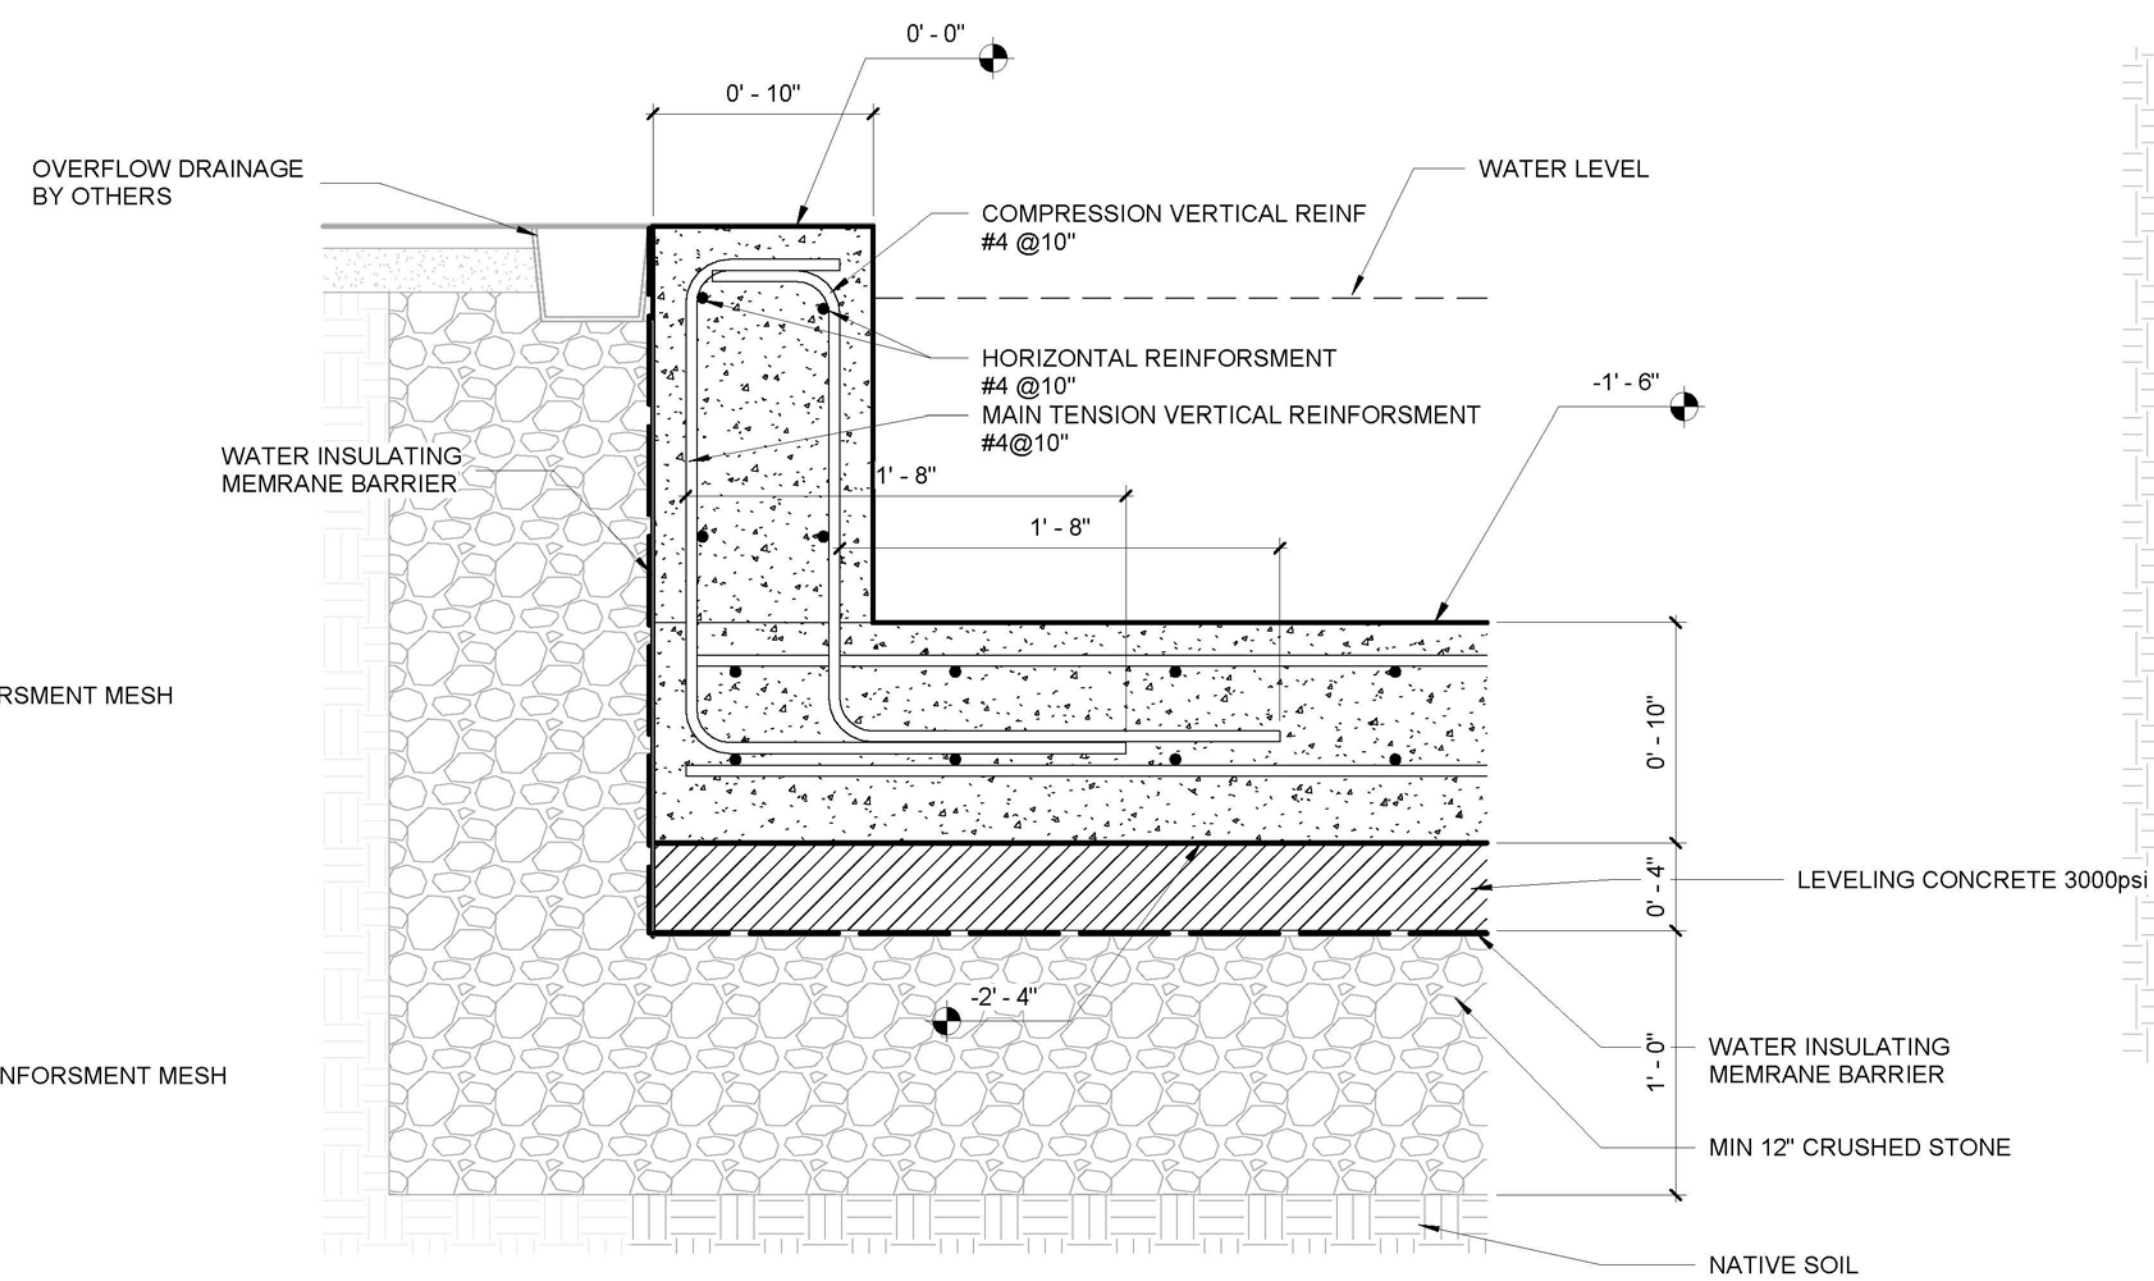 0' - 0"
0' - 10"
OVERFLOW DRAINAGE
BY OTHERS
WATER LEVEL
COMPRESSION VERTICAL REINF
#4 @10"
HORIZONTAL REINFORSMENT
#4 @10"
-1' - 6"
MAIN TENSION VERTICAL REINFORSMENT
#4@10"
WATER INSULATING
MEMRANE BARRIER
1' - 8"
1' - 8"
RSMENT MESH
0' - 10"
0' - 4"
LEVELING CONCRETE 3000psi
-2' - 4"
1' - 0"
WATER INSULATING
MEMRANE BARRIER
NFORSMENT MESH
MIN 12" CRUSHED STONE
NATIVE SOIL